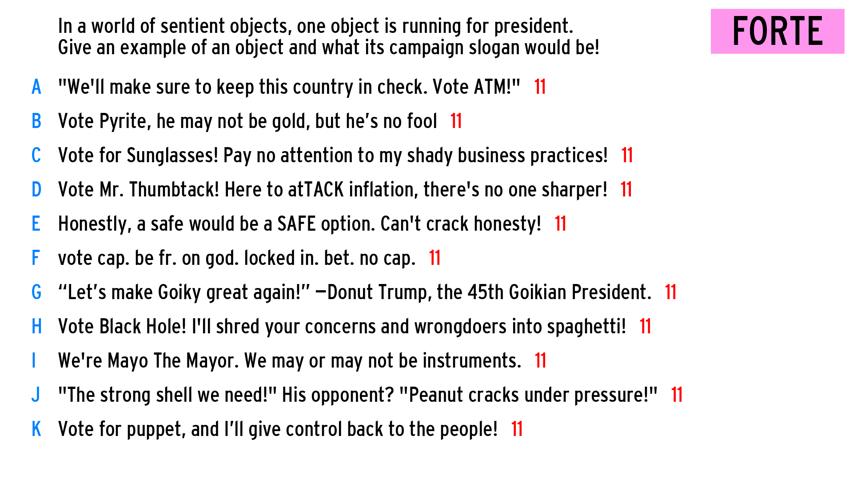 In a world of sentient objects, one object is running for president.
Give an example of an object and what its campaign slogan would be!
FORTE
A "We'll make sure to keep this country in check. Vote ATM!" 11
B Vote Pyrite, he may not be gold, but he’s no fool 11
C Vote for Sunglasses! Pay no attention to my shady business practices! 11
D Vote Mr. Thumbtack! Here to atTACK inflation, there's no one sharper! 11
E Honestly, a safe would be a SAFE option. Can't crack honesty! 11
F vote cap. be fr. on god. locked in. bet. no cap. 11
G “Let’s make Goiky great again!” —Donut Trump, the 45th Goikian President. 11
H Vote Black Hole! I'll shred your concerns and wrongdoers into spaghetti! 11
I We're Mayo The Mayor. We may or may not be instruments. 11
J "The strong shell we need!" His opponent? "Peanut cracks under pressure!" 11
K Vote for puppet, and I’ll give control back to the people! 11